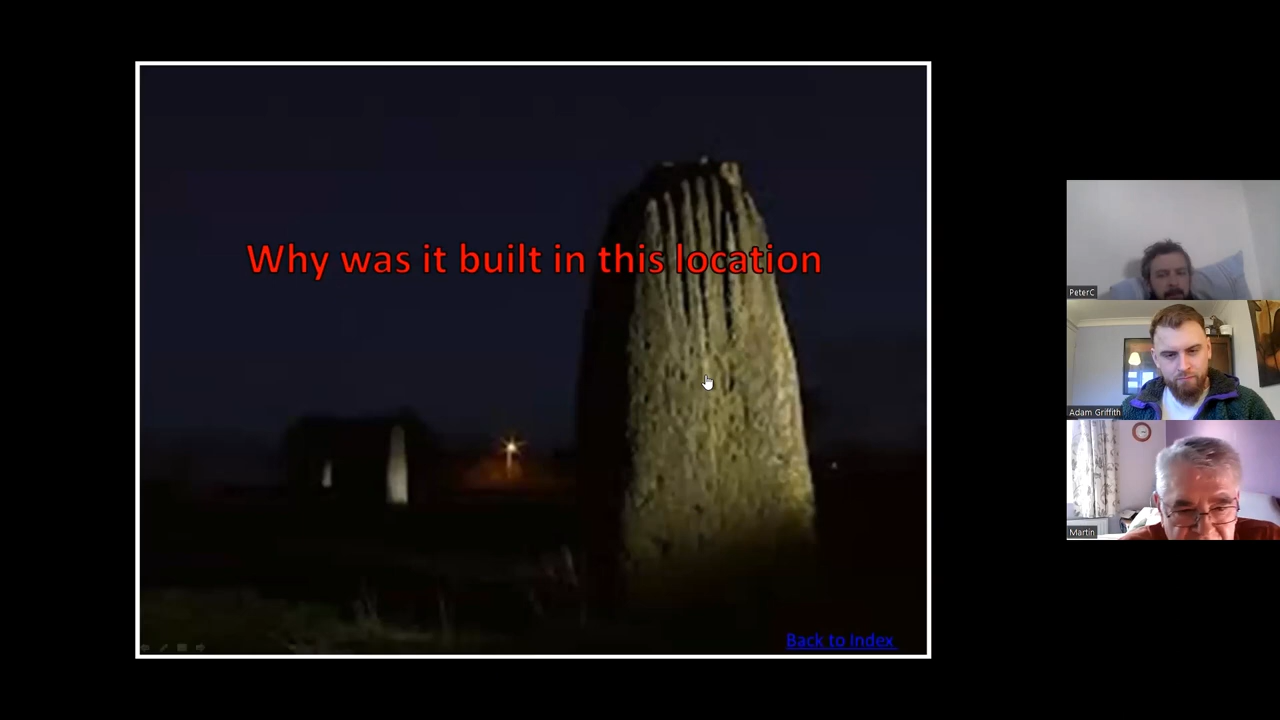 Why was it built in this location
Back to Index
PeterC
Adam Griffith
Martin